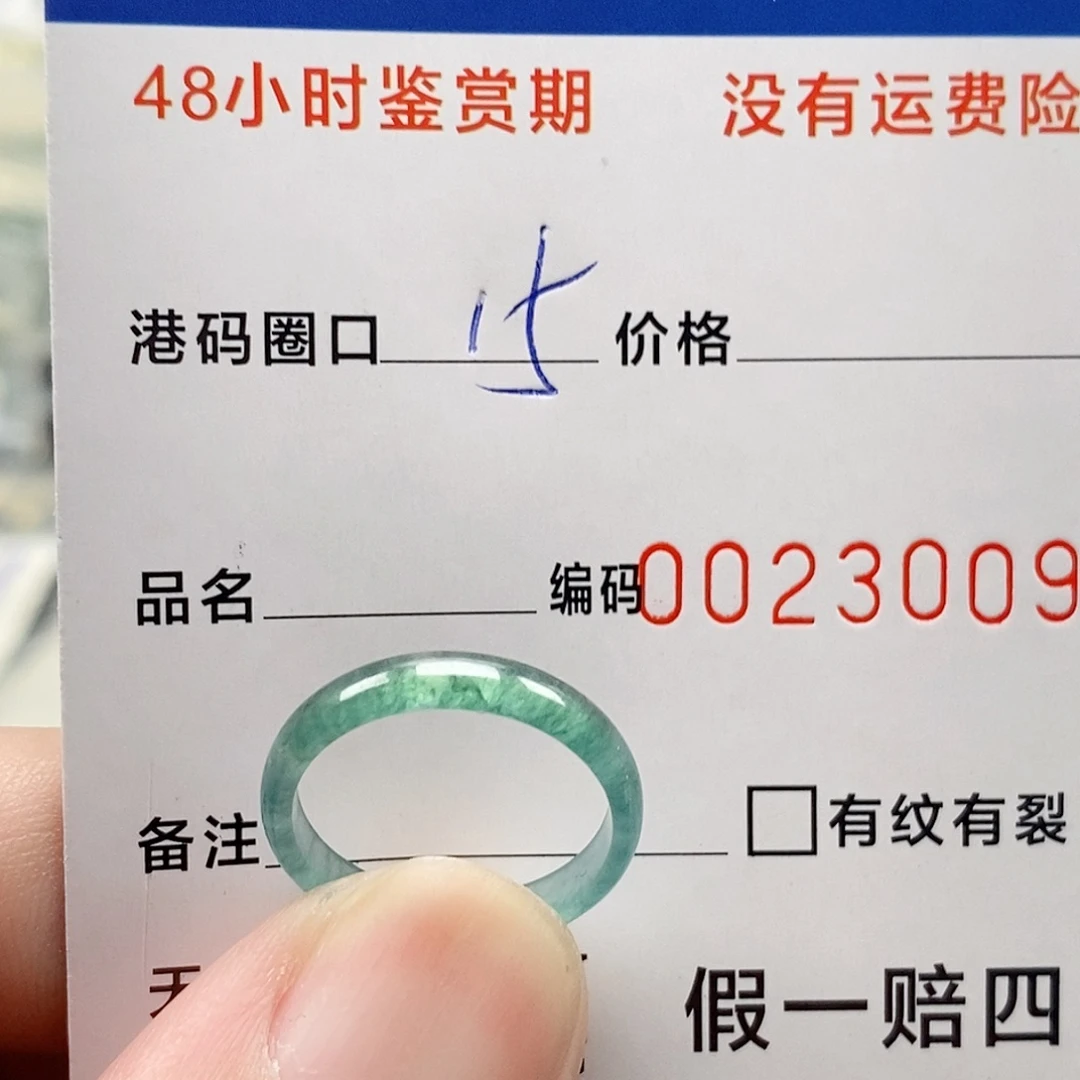 48小时鉴赏期 没有运费险
港码圈口 15 价格
品名 编码0023009
备注 有纹有裂
假一赔四